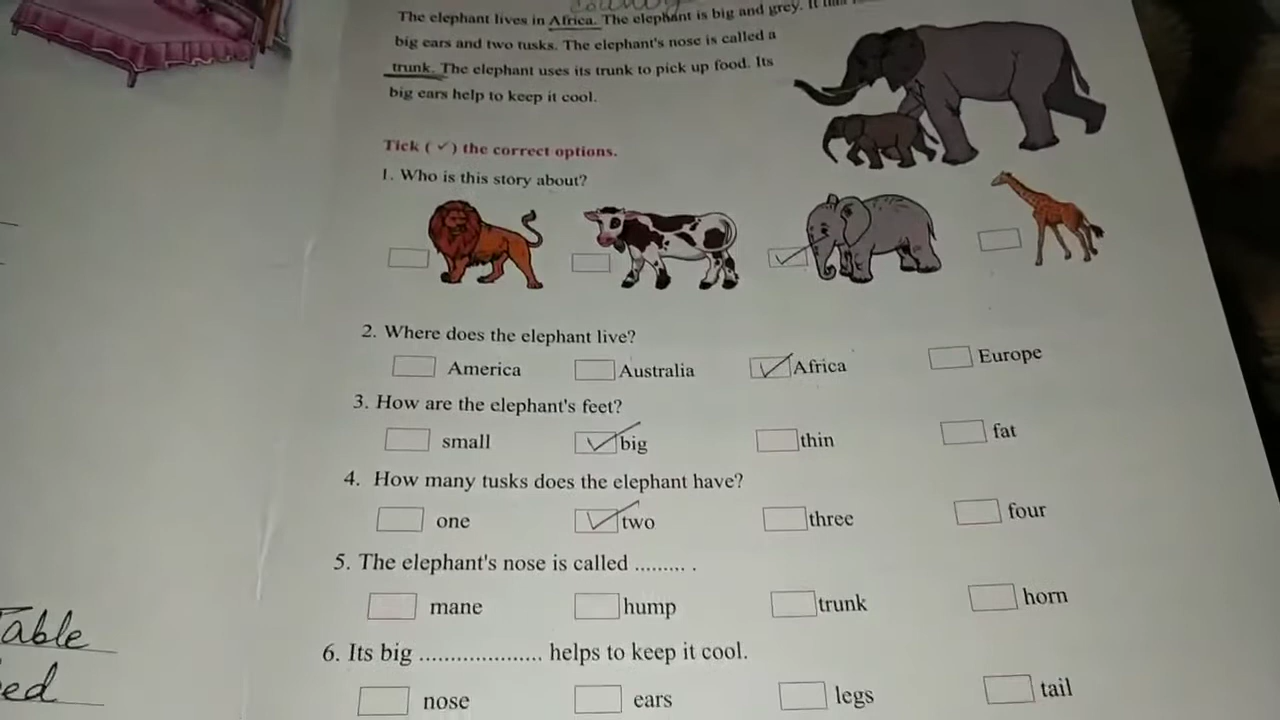 country
The elephant lives in Africa. The elephant is big and grey. It has
big ears and two tusks. The elephant's nose is called a
trunk. The elephant uses its trunk to pick up food. Its
big ears help to keep it cool.
Tick ( ✓ ) the correct options.
1. Who is this story about?
2. Where does the elephant live?
America Australia Africa Europe
3. How are the elephant's feet?
small big thin fat
4. How many tusks does the elephant have?
one two three four
5. The elephant's nose is called ......... .
mane hump trunk horn
6. Its big .................... helps to keep it cool.
nose ears legs tail
Table
ed